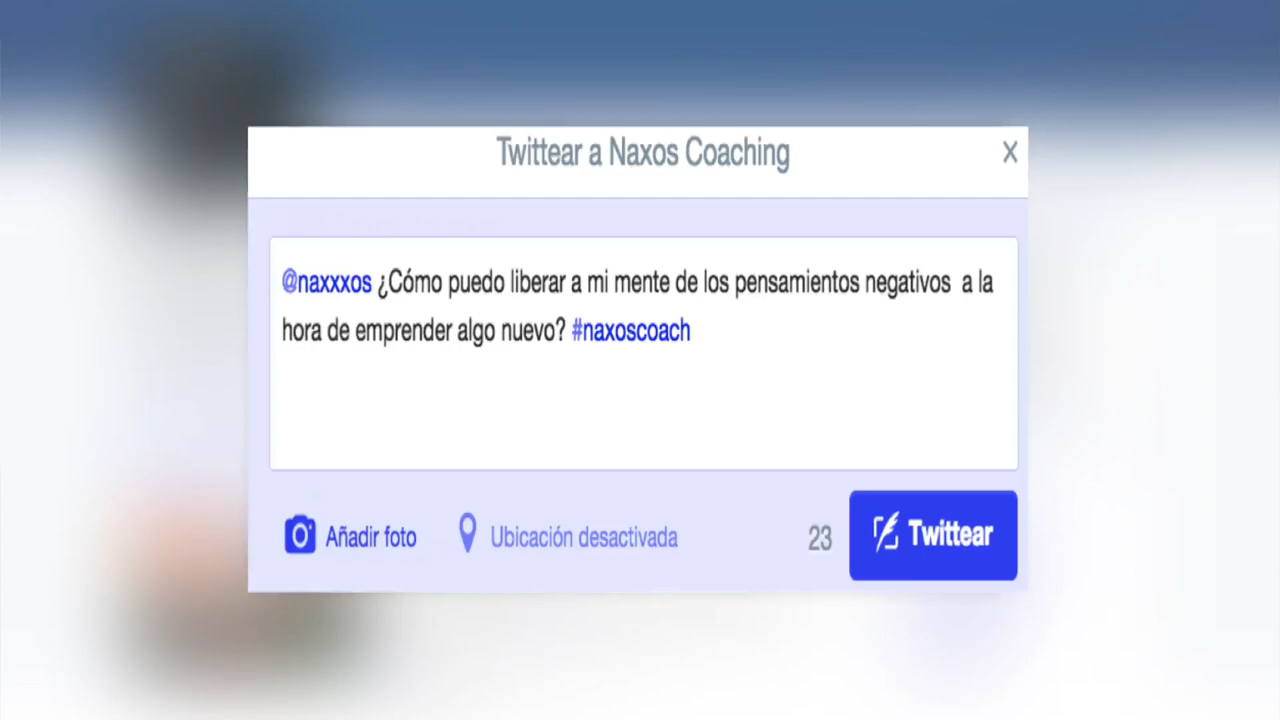 Twittear a Naxos Coaching X
@naxxxos ¿Cómo puedo liberar a mi mente de los pensamientos negativos  a la
hora de emprender algo nuevo? #naxoscoach
Añadir foto Ubicación desactivada 23 Twittear